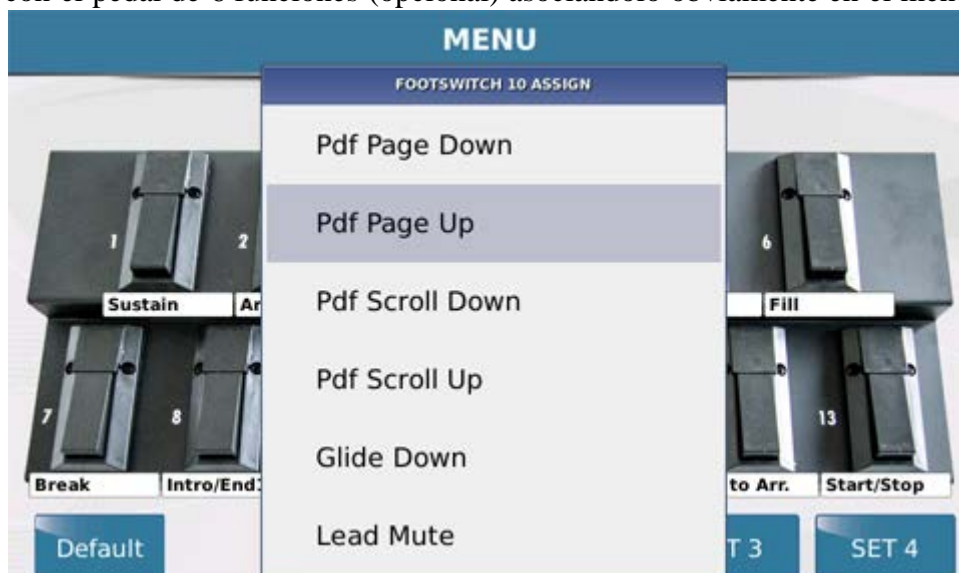 MENU
FOOTSWITCH 10 ASSIGN
Pdf Page Down
Pdf Page Up
1
2
6
Pdf Scroll Down
Sustain
Fill
Pdf Scroll Up
7
8
13
Glide Down
Break
Intro/End1
to Arr.
Start/Stop
Lead Mute
Default
SET 4